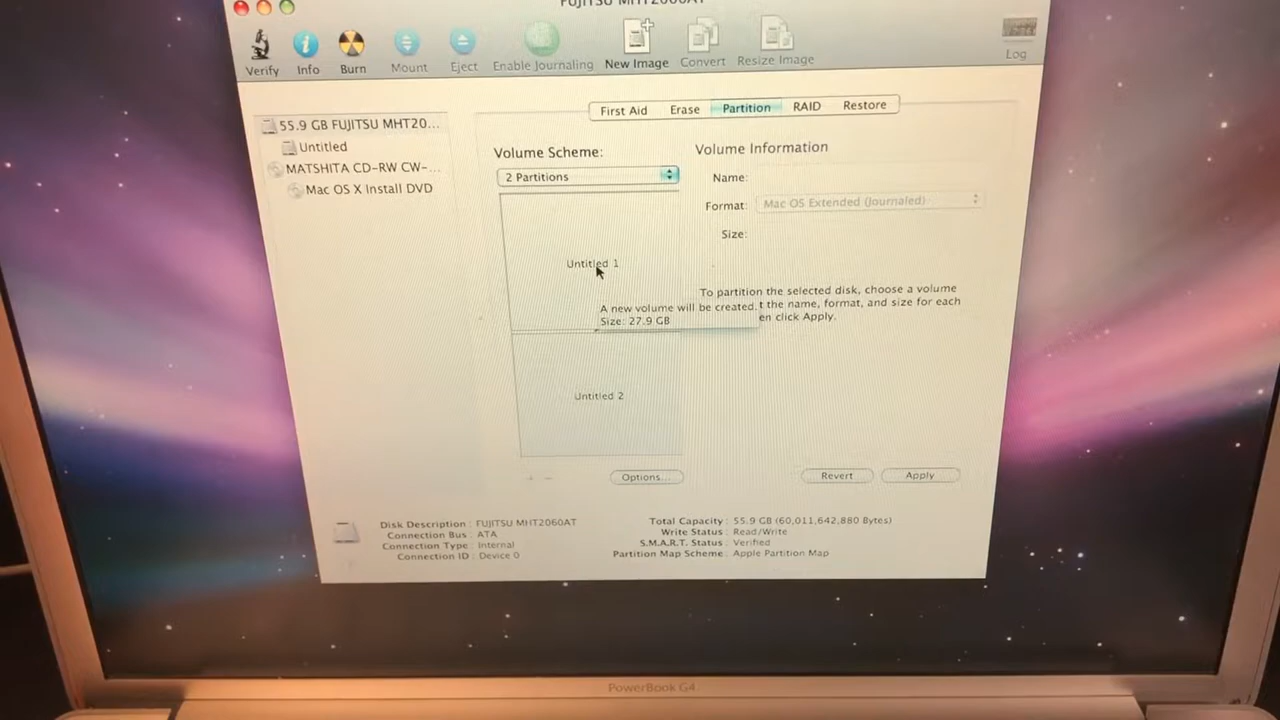 FUJITSU MHT2060AT
Verify
Info
Burn
Mount
Eject
Enable Journaling
New Image
Convert
Resize Image
Log
55.9 GB FUJITSU MHT20...
Untitled
MATSHITA CD-RW CW-...
Mac OS X Install DVD
First Aid
Erase
Partition
RAID
Restore
Volume Scheme:
2 Partitions
Untitled 1
Untitled 2
Volume Information
Name:
Format: Mac OS Extended (Journaled)
Size:
To partition the selected disk, choose a volume
t the name, format, and size for each
en click Apply.
A new volume will be created.
Size: 27.9 GB
+ −
Options...
Revert
Apply
Disk Description : FUJITSU MHT2060AT
Connection Bus : ATA
Connection Type : Internal
Connection ID : Device 0
Total Capacity : 55.9 GB (60,011,642,880 Bytes)
Write Status : Read/Write
S.M.A.R.T. Status : Verified
Partition Map Scheme : Apple Partition Map
PowerBook G4